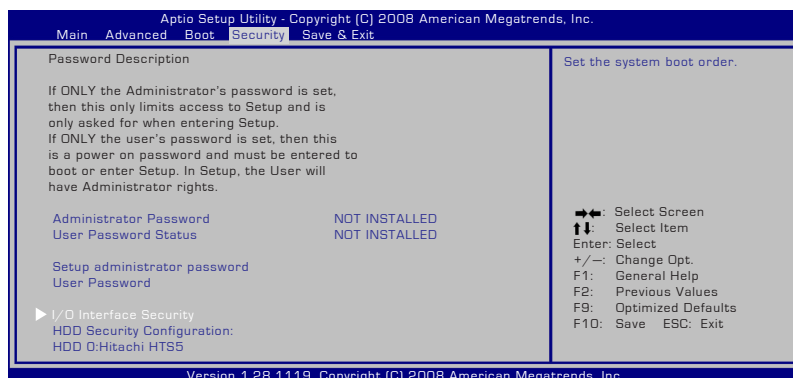 Aptio Setup Utility - Copyright (C) 2008 American Megatrends, Inc.
Main Advanced Boot Security Save & Exit
Password Description
If ONLY the Administrator's password is set,
then this only limits access to Setup and is
only asked for when entering Setup.
If ONLY the user's password is set, then this
is a power on password and must be entered to
boot or enter Setup. In Setup, the User will
have Administrator rights.
Administrator Password NOT INSTALLED
User Password Status NOT INSTALLED
Setup administrator password
User Password
I/O Interface Security
HDD Security Configuration:
HDD 0:Hitachi HTS5
Set the system boot order.
→←: Select Screen
↑↓: Select Item
Enter: Select
+/—: Change Opt.
F1: General Help
F2: Previous Values
F9: Optimized Defaults
F10: Save ESC: Exit
Version 1.28.1119. Copyright (C) 2008 American Megatrends, Inc.